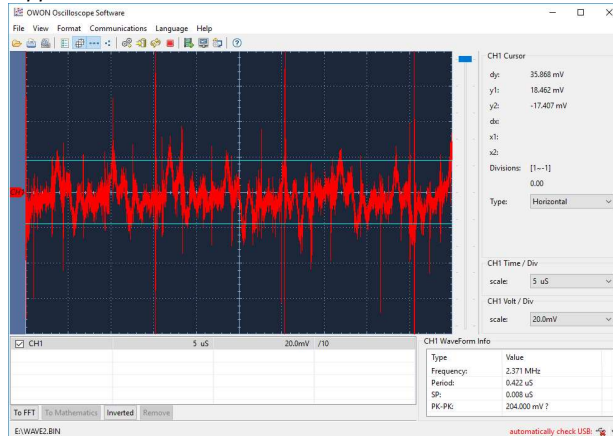 OWON Oscilloscope Software
File View Format Communications Language Help
CH1 Cursor
dy: 35.868 mV
y1: 18.462 mV
y2: -17.407 mV
dx:
x1:
x2:
Divisions: [1~-1]
0.00
Type: Horizontal
CH1 Time / Div
scale: 5 uS
CH1 Volt / Div
scale: 20.0mV
CH1 5 uS 20.0mV /10
To FFT To Mathematics Inverted Remove
CH1 WaveForm Info
Type Value
Frequency: 2.371 MHz
Period: 0.422 uS
SP: 0.008 uS
PK-PK: 204.000 mV ?
E:\WAVE2.BIN
automatically check USB: